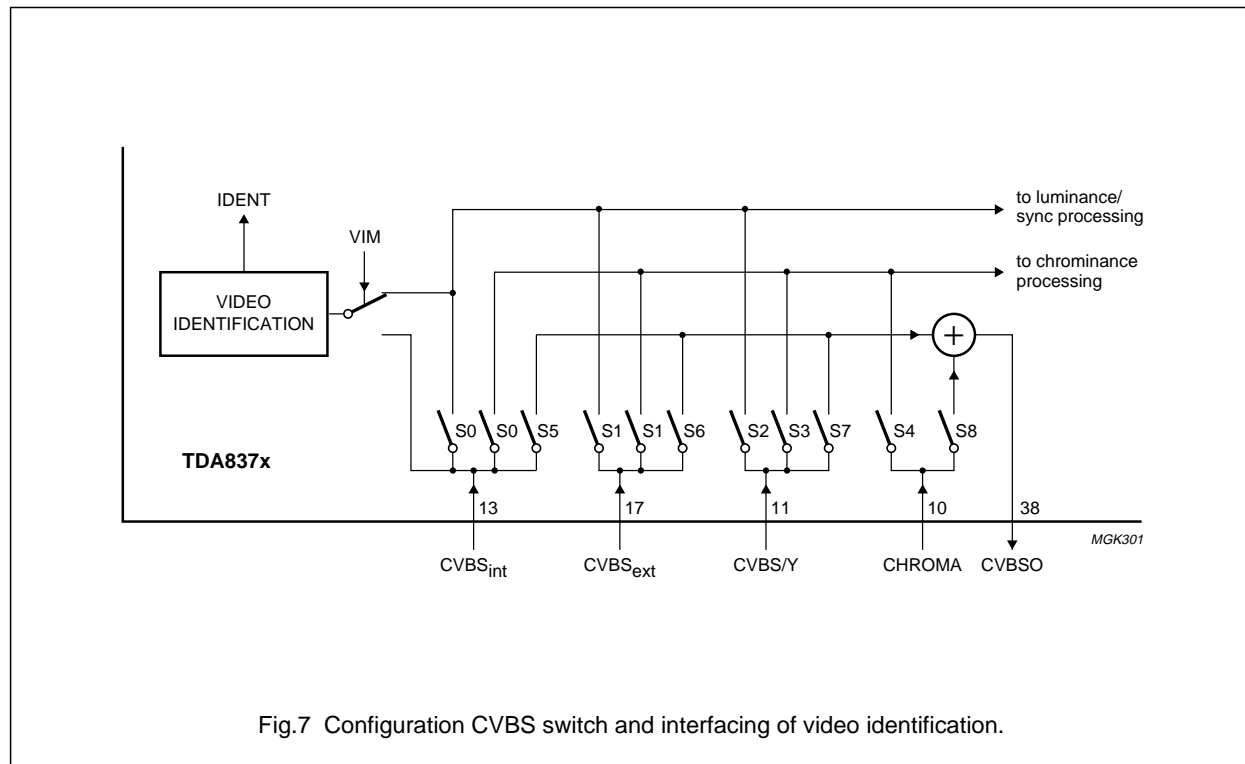 to luminance/
sync processing
IDENT
VIM
to chrominance
processing
VIDEO
IDENTIFICATION
+
S0 S0 S5 S1 S1 S6 S2 S3 S7 S4 S8
TDA837x
13 17 11 10 38
MGK301
CVBSint CVBSext CVBS/Y CHROMA CVBSO
Fig.7 Configuration CVBS switch and interfacing of video identification.